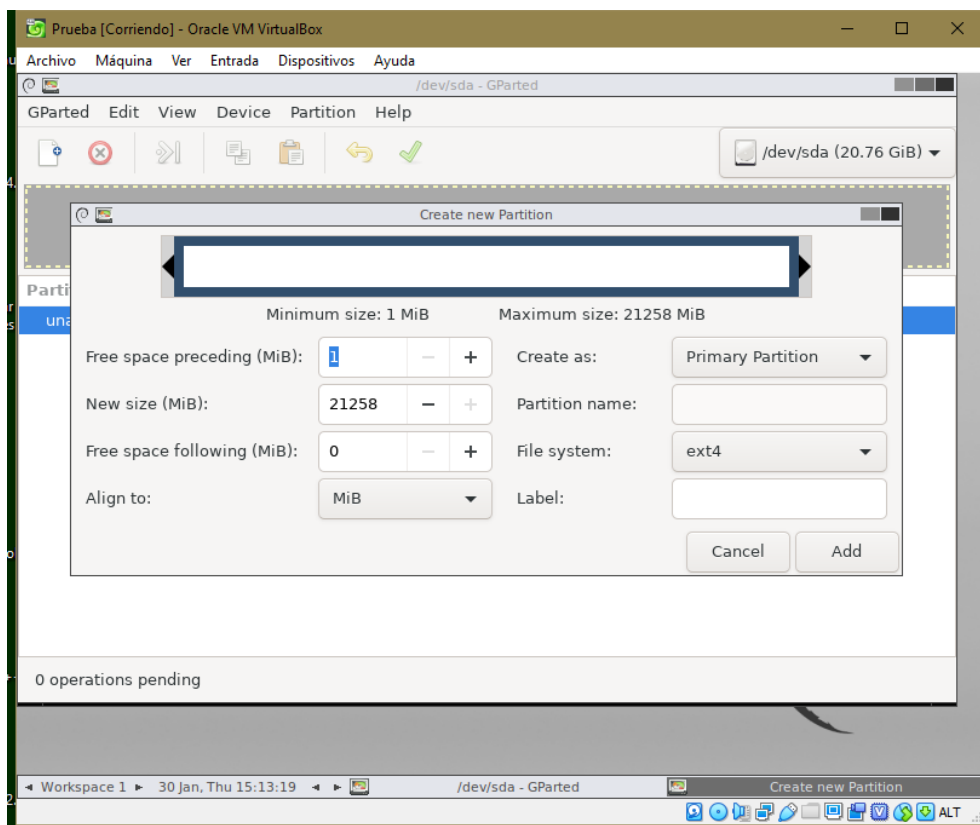 Prueba [Corriendo] - Oracle VM VirtualBox
Archivo Máquina Ver Entrada Dispositivos Ayuda
/dev/sda - GParted
GParted Edit View Device Partition Help
/dev/sda (20.76 GiB)
Create new Partition
Minimum size: 1 MiB Maximum size: 21258 MiB
Parti
una
Free space preceding (MiB): 1 Create as: Primary Partition
New size (MiB): 21258 Partition name:
Free space following (MiB): 0 File system: ext4
Align to: MiB Label:
Cancel Add
0 operations pending
Workspace 1 30 Jan, Thu 15:13:19 /dev/sda - GParted Create new Partition
ALT